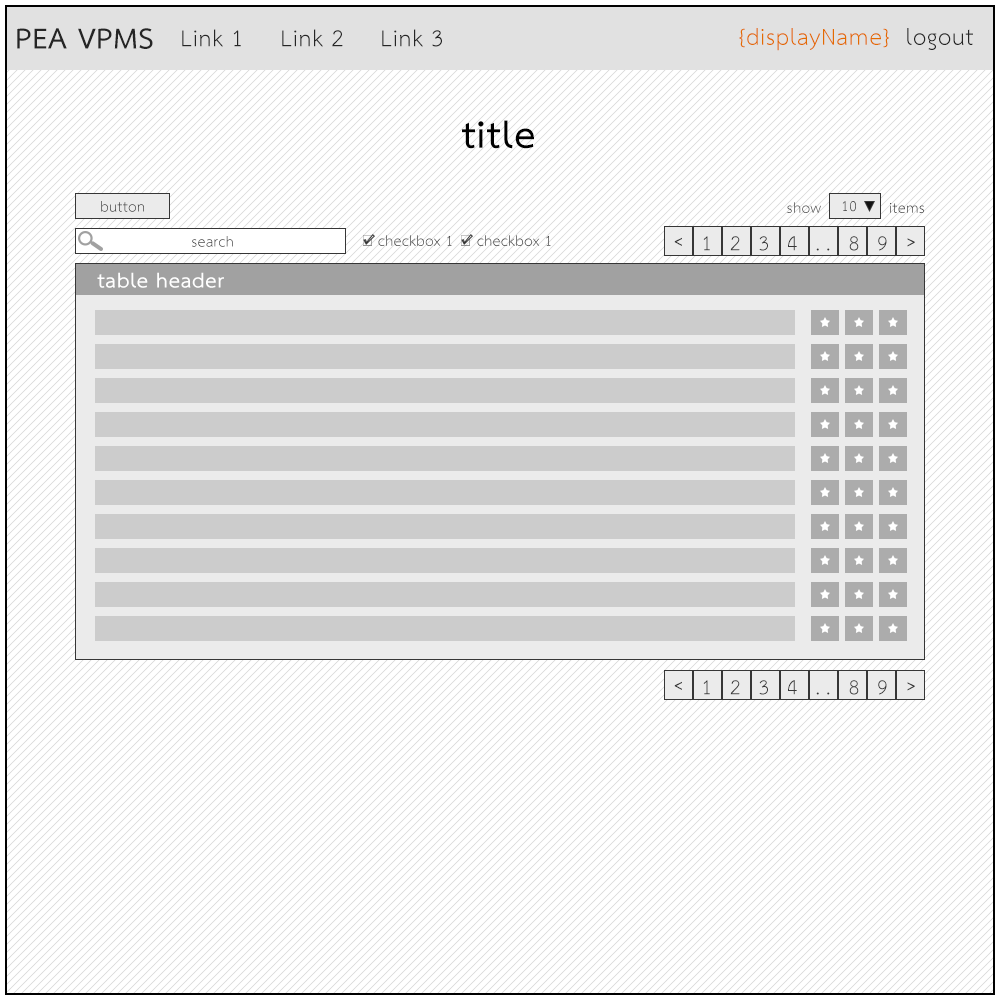 PEA VPMS Link 1 Link 2 Link 3 {displayName} logout
title
button show 10 items
search checkbox 1 checkbox 1 < 1 2 3 4 .. 8 9 >
table header
< 1 2 3 4 .. 8 9 >